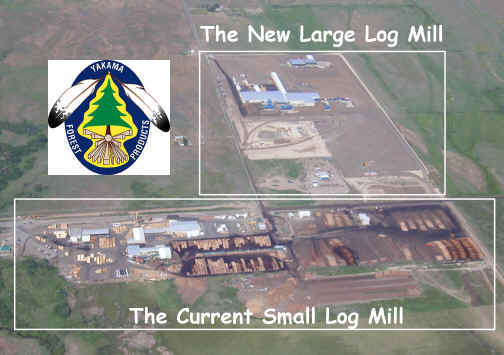 The New Large Log Mill
YAKAMA
FOREST
PRODUCTS
The Current Small Log Mill